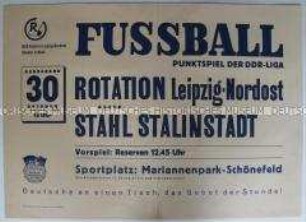 FUSSBALL
PUNKTSPIEL DER DDR-LIGA
30
ROTATION Leipzig-Nordost
STAHL STALINSTADT
Vorspiel: Reserven 12.45 Uhr
Sportplatz: Mariannenpark-Schönefeld
Deutsche an einen Tisch, das Gebot der Stunde!